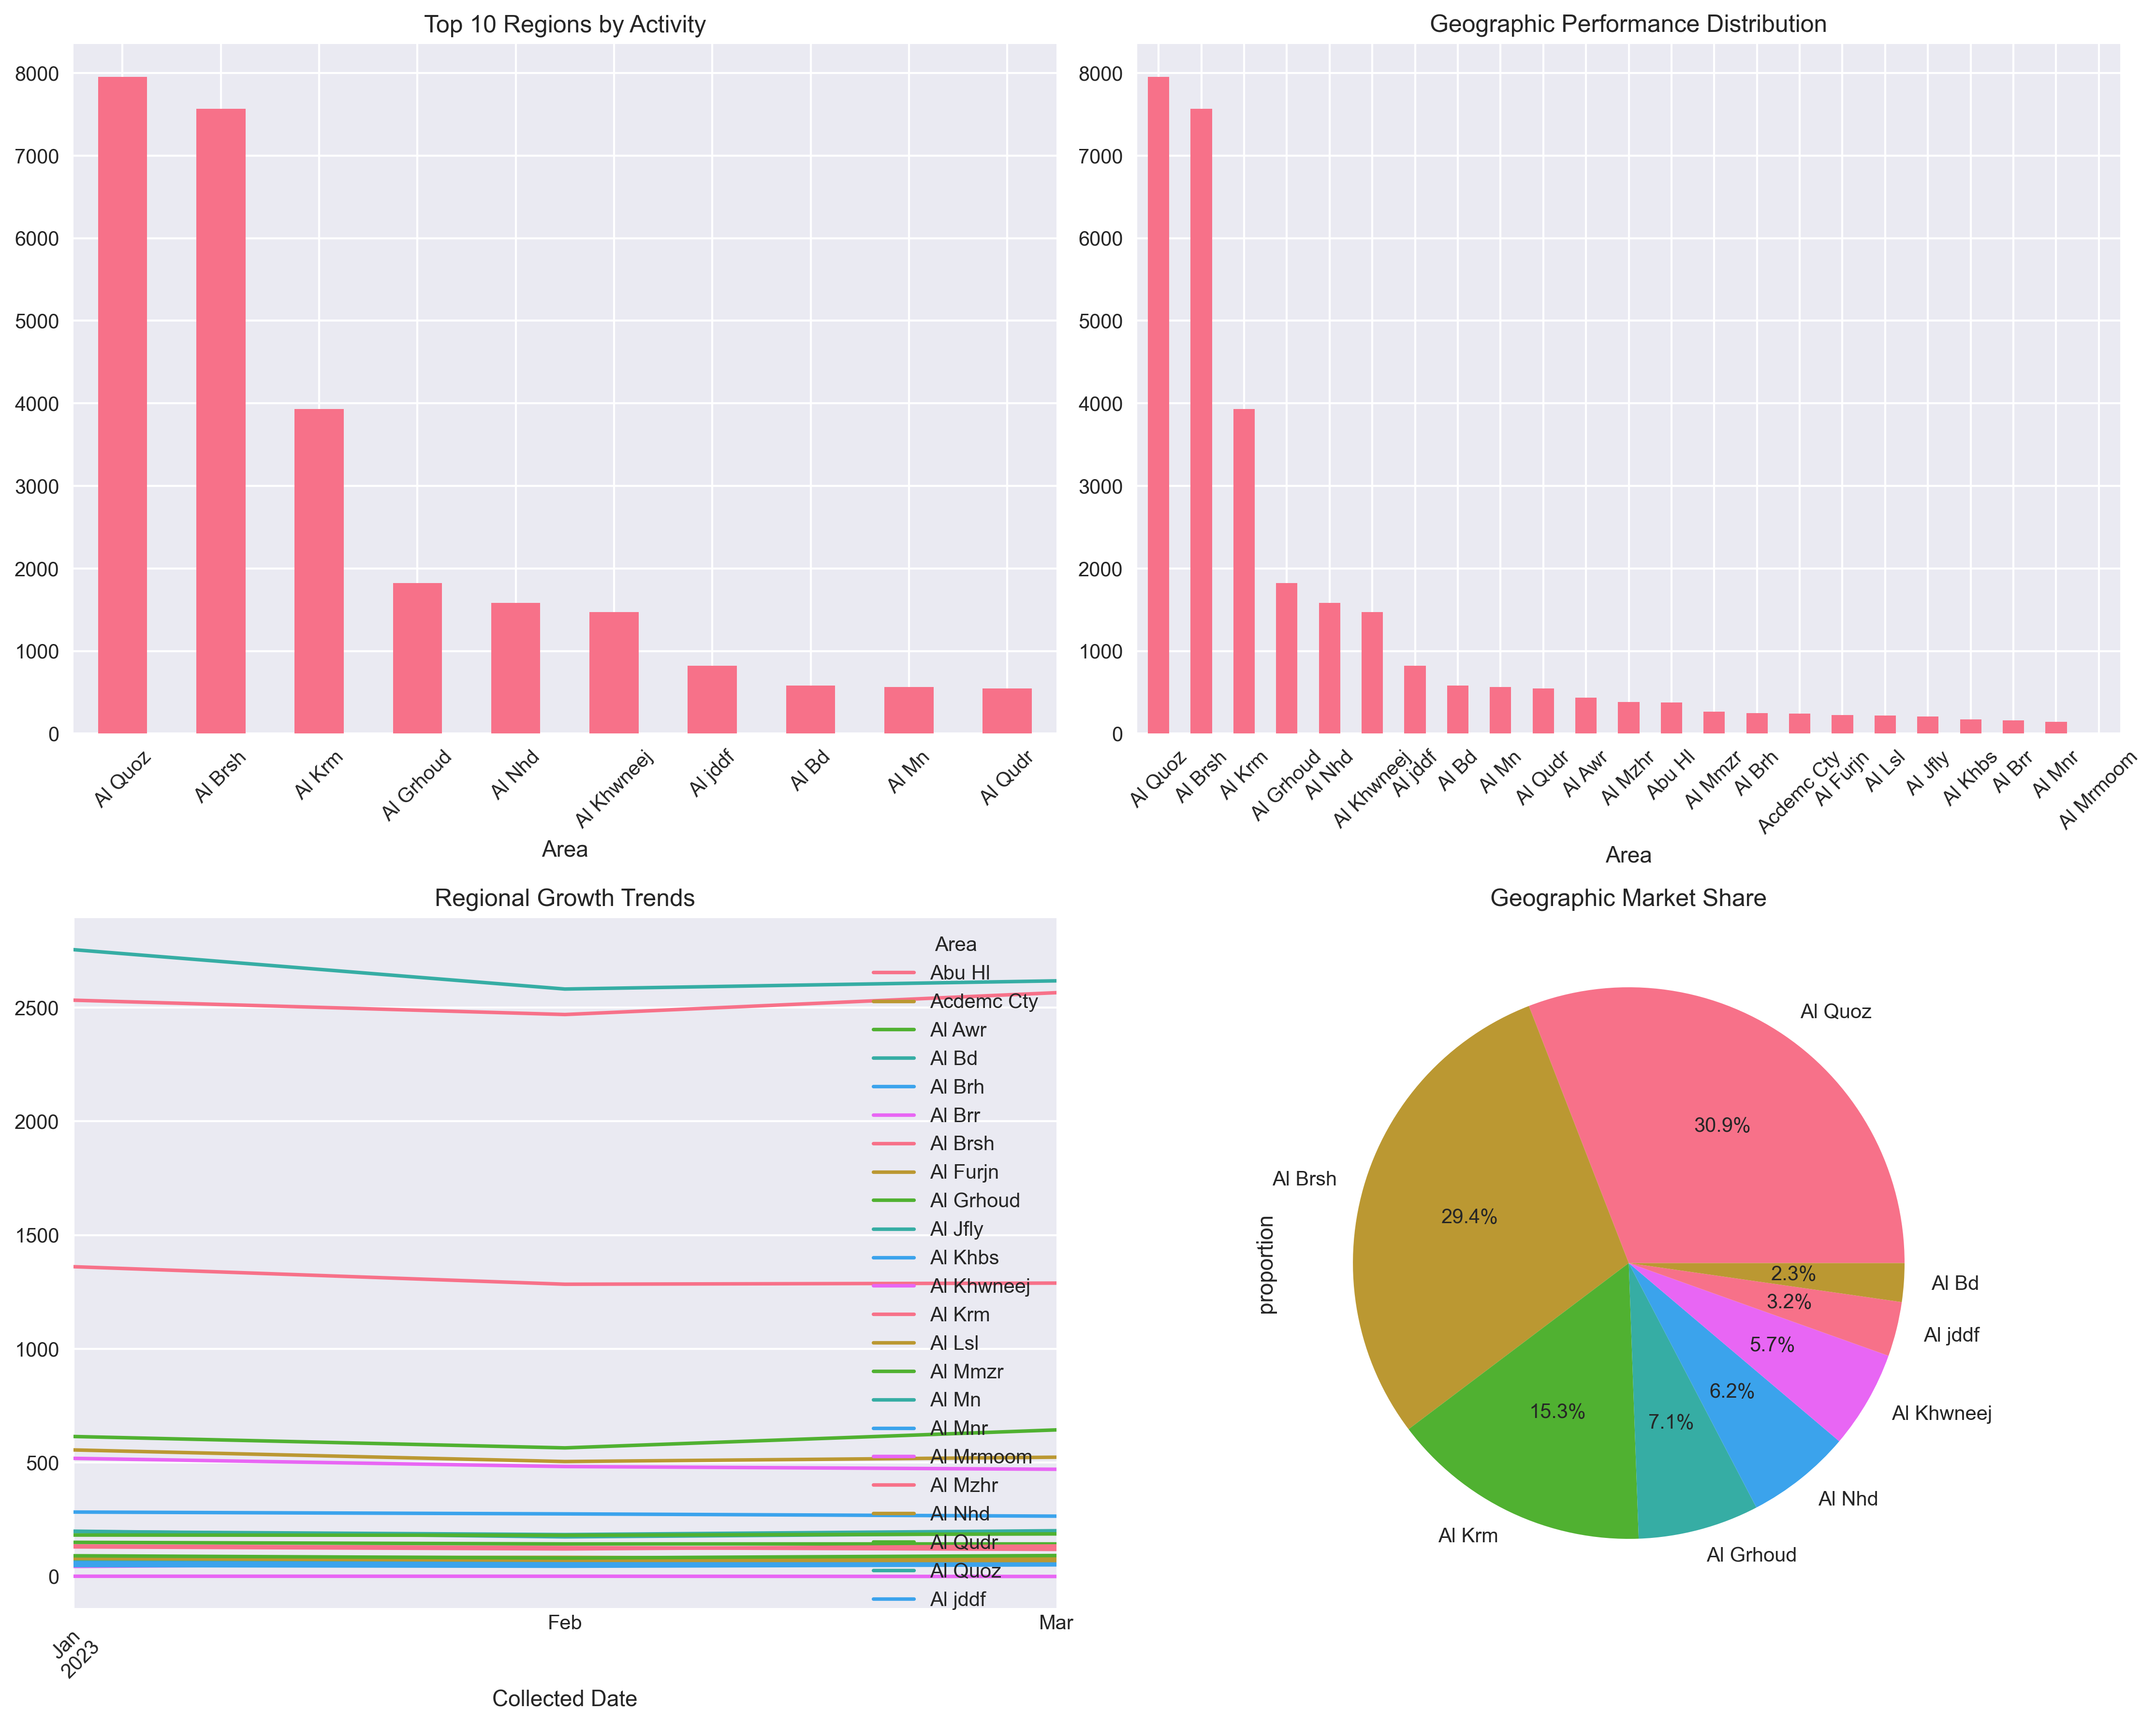 Top 10 Regions by Activity
8000
7000
6000
5000
4000
3000
2000
1000
0
Al Quoz
Al Brsh
Al Krm
Al Grhoud
Al Nhd
Al Khwneej
Al jddf
Al Bd
Al Mn
Al Qudr
Area
Geographic Performance Distribution
8000
7000
6000
5000
4000
3000
2000
1000
0
Al Quoz
Al Brsh
Al Krm
Al Grhoud
Al Nhd
Al Khwneej
Al jddf
Al Bd
Al Mn
Al Qudr
Al Awr
Al Mzhr
Abu Hl
Al Mmzr
Al Brh
Acdemc Cty
Al Furjn
Al Lsl
Al Jfly
Al Khbs
Al Brr
Al Mnr
Al Mrmoom
Area
Regional Growth Trends
2500
2000
1500
1000
500
0
Area
Abu Hl
Acdemc Cty
Al Awr
Al Bd
Al Brh
Al Brr
Al Brsh
Al Furjn
Al Grhoud
Al Jfly
Al Khbs
Al Khwneej
Al Krm
Al Lsl
Al Mmzr
Al Mn
Al Mnr
Al Mrmoom
Al Mzhr
Al Nhd
Al Qudr
Al Quoz
Al jddf
Jan
2023
Feb
Mar
Collected Date
Geographic Market Share
proportion
Al Quoz
30.9%
Al Brsh
29.4%
Al Krm
15.3%
Al Grhoud
7.1%
Al Nhd
6.2%
Al Khwneej
5.7%
Al jddf
3.2%
Al Bd
2.3%